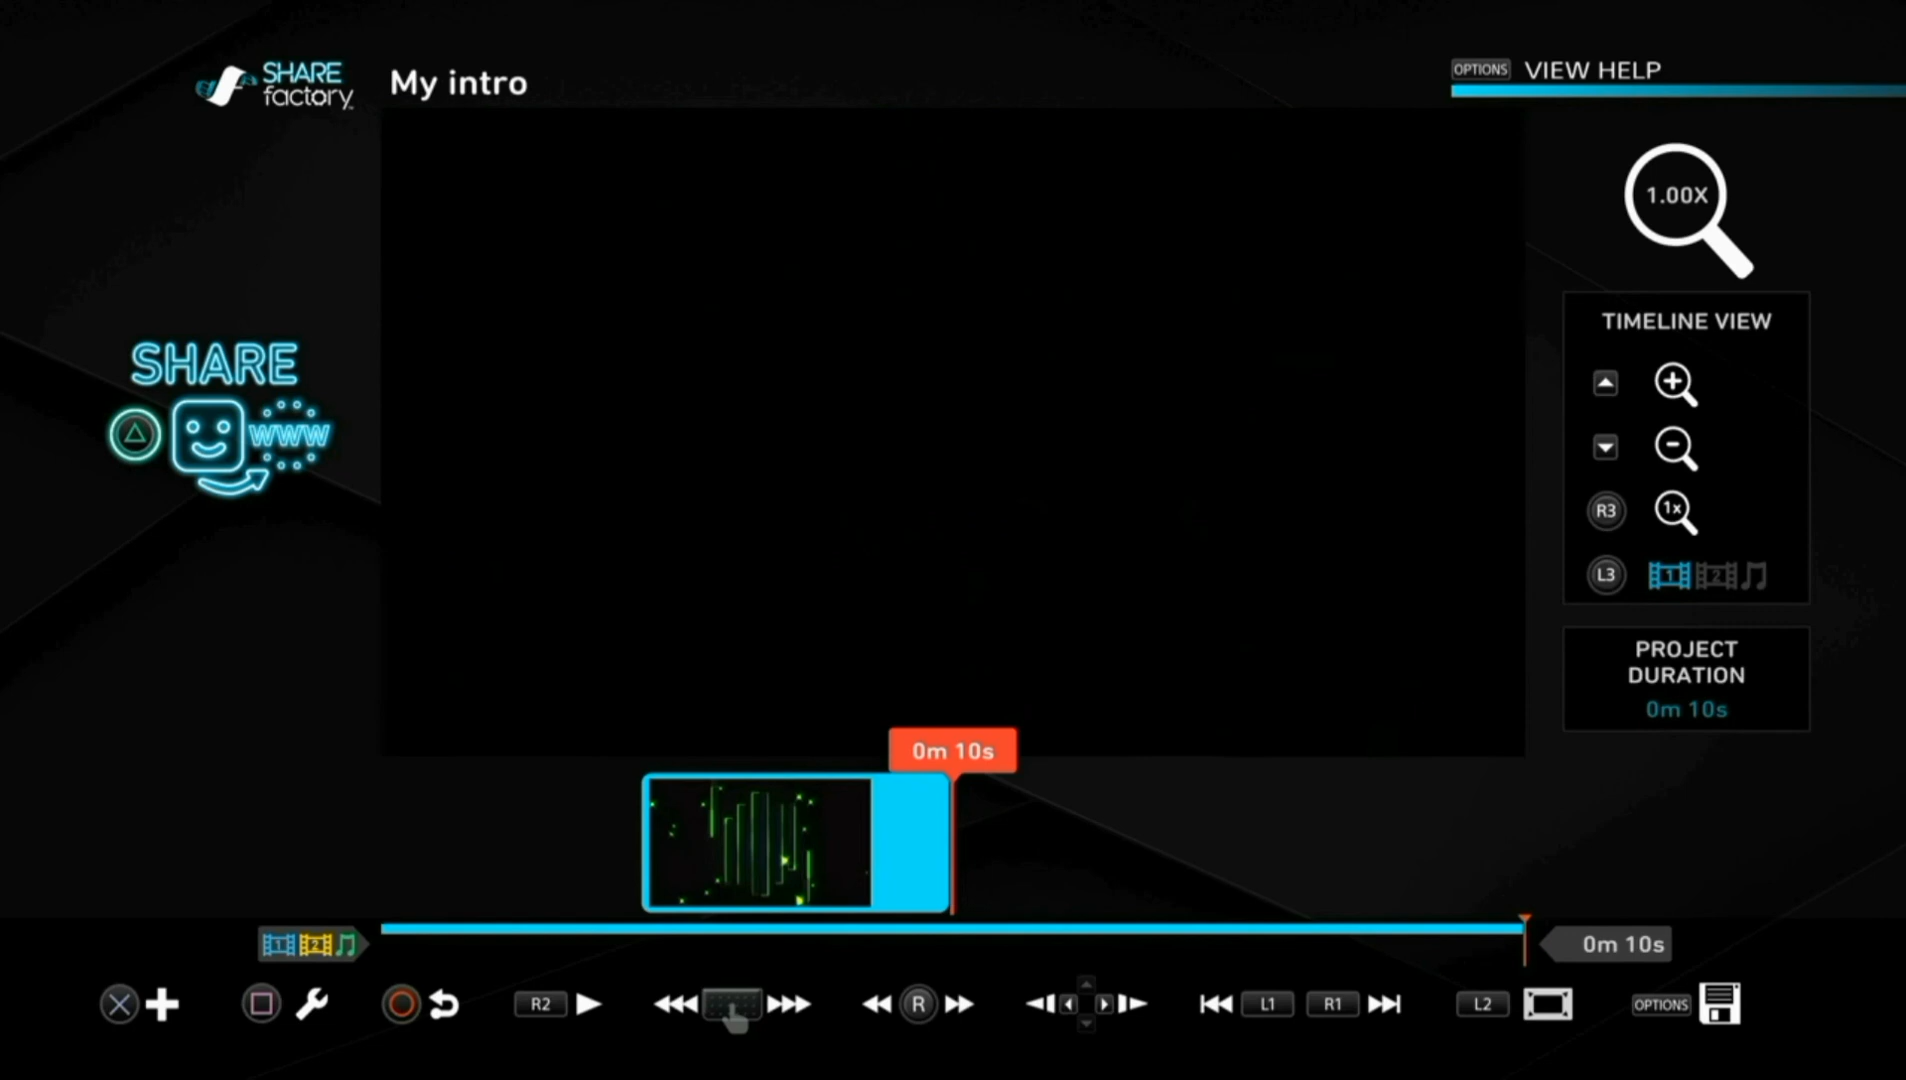 SHARE
factory™
My intro
OPTIONS VIEW HELP
1.00X
TIMELINE VIEW
R3 1x
L3 1 2
SHARE
www
PROJECT
DURATION
0m 10s
0m 10s
1 2
0m 10s
R2
R
L1
R1
L2
OPTIONS